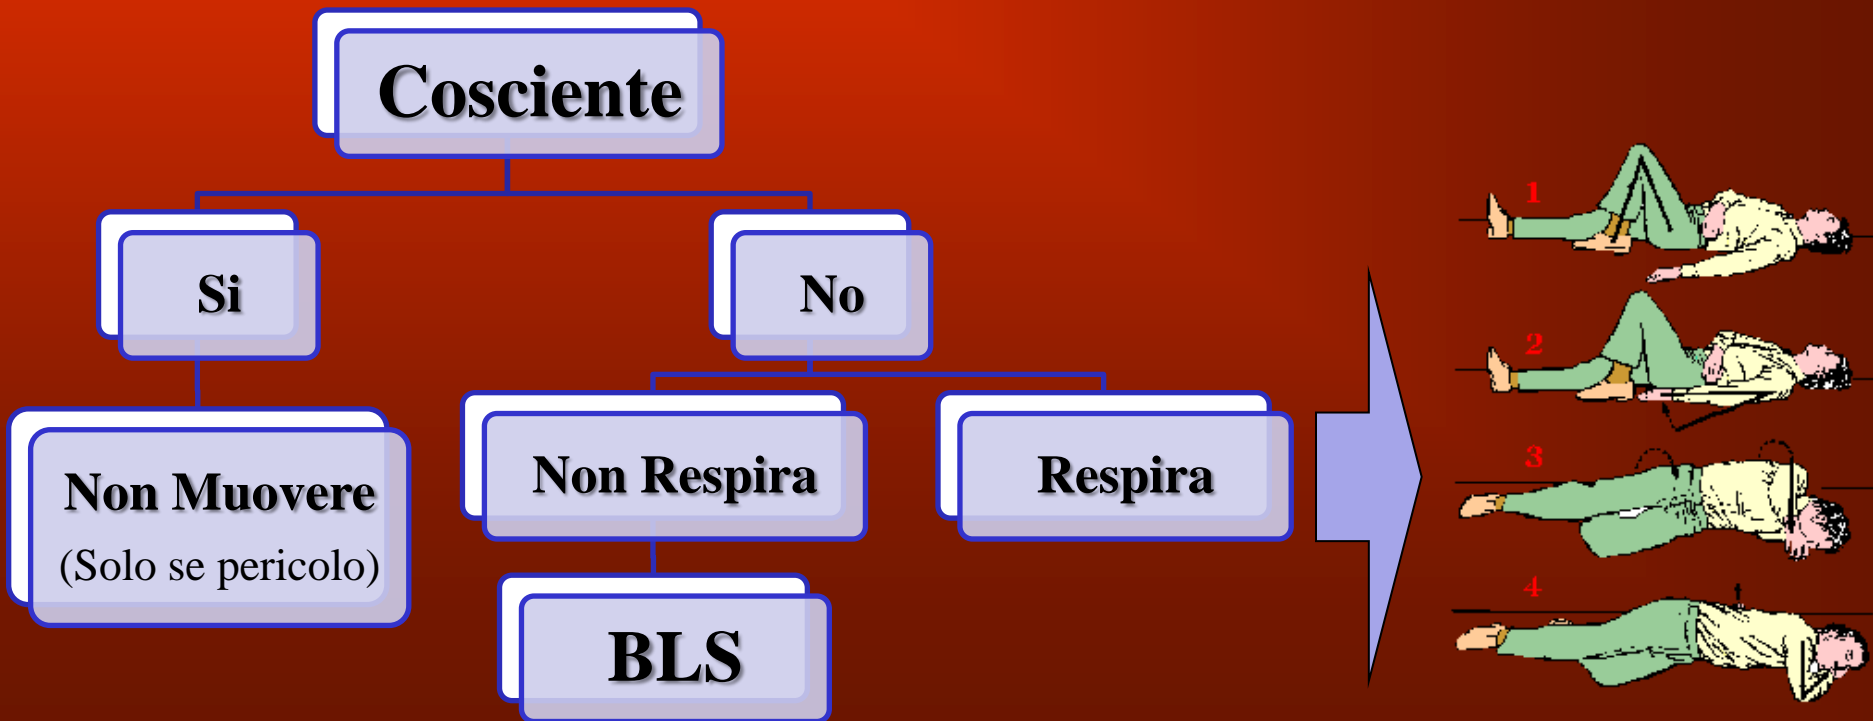 Cosciente
Si
No
Non Muovere
(Solo se pericolo)
Non Respira
Respira
BLS
1
2
3
4